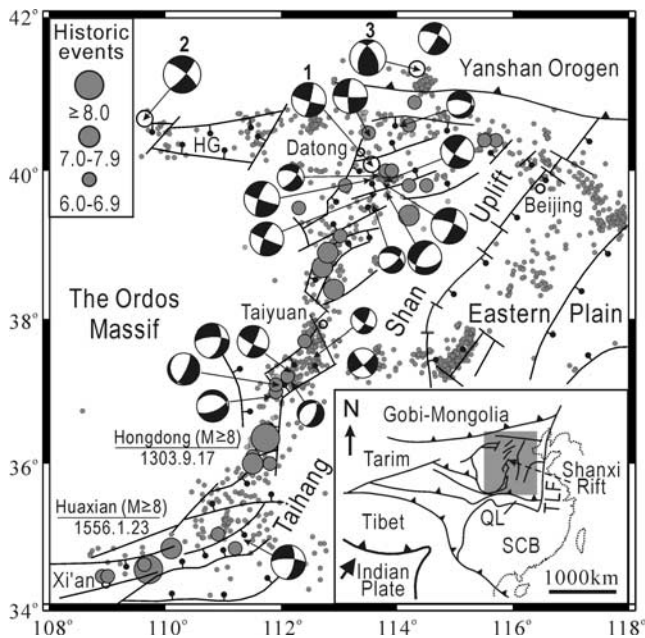 Historic
events
≥8.0
7.0-7.9
6.0-6.9
42°
40°
38°
36°
34°
108
110
112
114
116
118°
2
3
1
Yanshan Orogen
HG
Datong
Beijing
Uplift
Shan
Taihang
The Ordos
Massif
Taiyuan
Eastern Plain
Hongdong (M≥8)
1303.9.17
Huaxian (M≥8)
1556.1.23
Xi'an
N
Gobi-Mongolia
Tarim
Shanxi
Rift
TLF
Tibet
QL
SCB
Indian
Plate
1000km